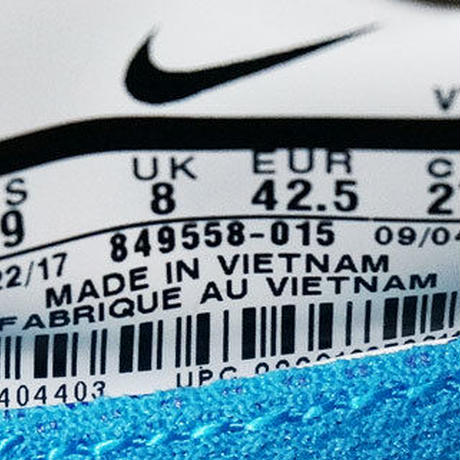 V
S UK EUR C
9 8 42.5 2
849558-015 09/04
22/17 MADE IN VIETNAM
FABRIQUE AU VIETNAM
404403 UPC